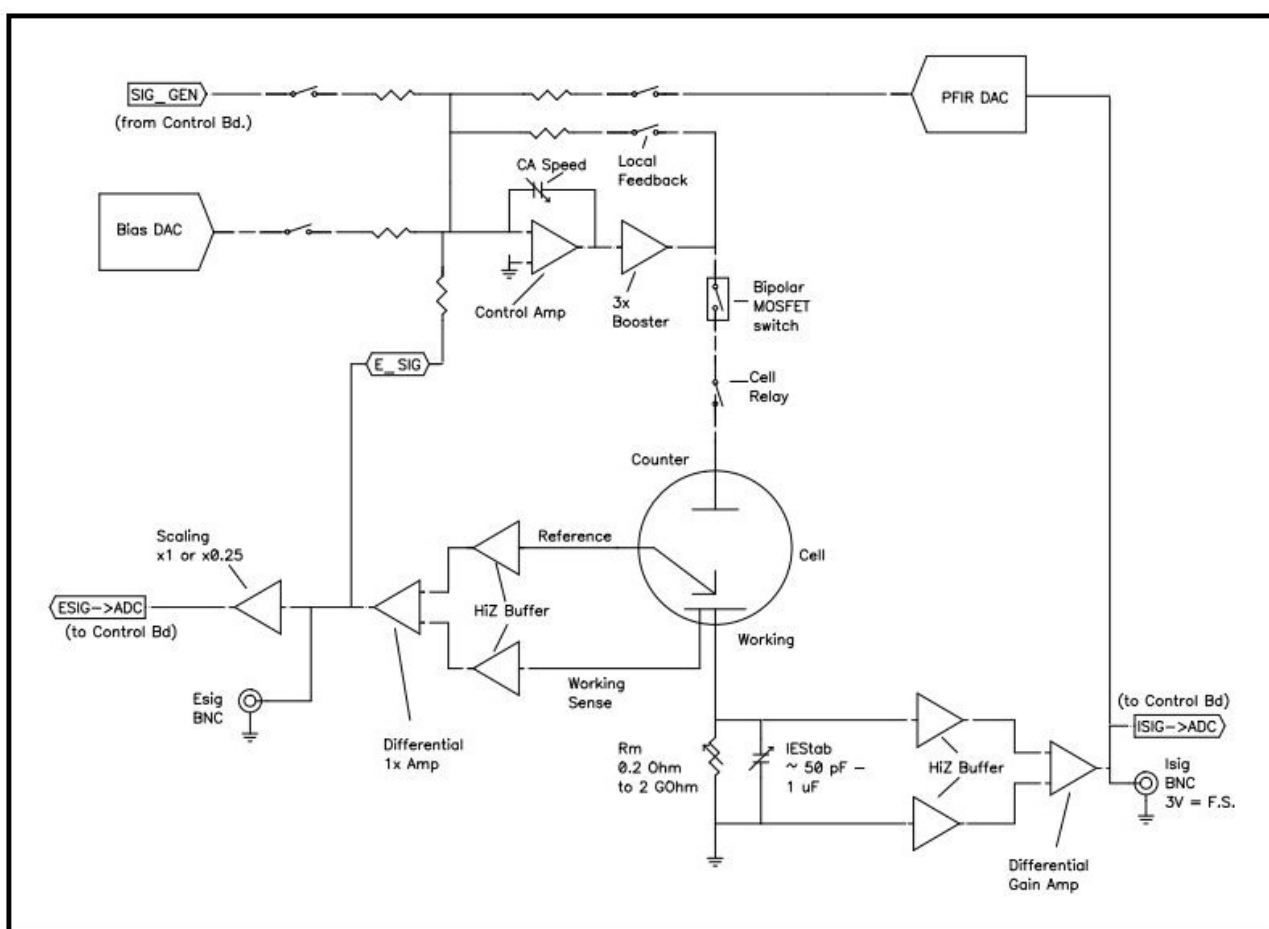 SIG_GEN
(from Control Bd.)
PFIR DAC
Local
Feedback
CA Speed
Bias DAC
Control Amp
3x
Booster
Bipolar
MOSFET
switch
E_SIG
Cell
Relay
Counter
Scaling
x1 or x0.25
Reference
Cell
ESIG->ADC
(to Control Bd)
HiZ Buffer
Working
Working
Sense
Esig
BNC
Differential
1x Amp
Rm
0.2 Ohm
to 2 GOhm
IEStab
~ 50 pF -
1 uF
HiZ Buffer
(to Control Bd)
ISIG->ADC
Isig
BNC
3V = F.S.
Differential
Gain Amp